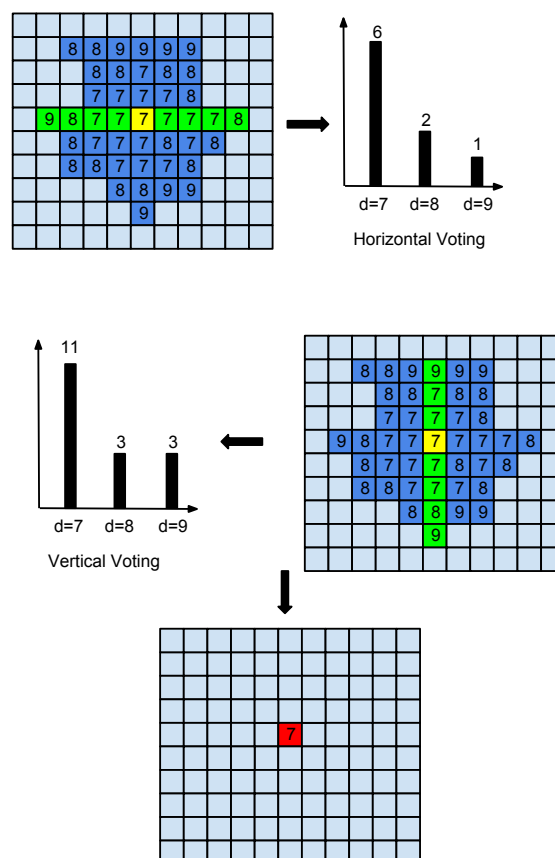 8 8 9 9 9 9
8 8 7 8 8
7 7 7 7 8
9 8 7 7 7 7 7 7 8
8 7 7 7 8 7 8
8 8 7 7 7 8
8 8 9 9
9
6
2
1
d=7 d=8 d=9
Horizontal Voting
11
3 3
d=7 d=8 d=9
Vertical Voting
8 8 9 9 9 9
8 8 7 8 8
7 7 7 7 8
9 8 7 7 7 7 7 7 8
8 7 7 7 8 7 8
8 8 7 7 7 8
8 8 9 9
9
7